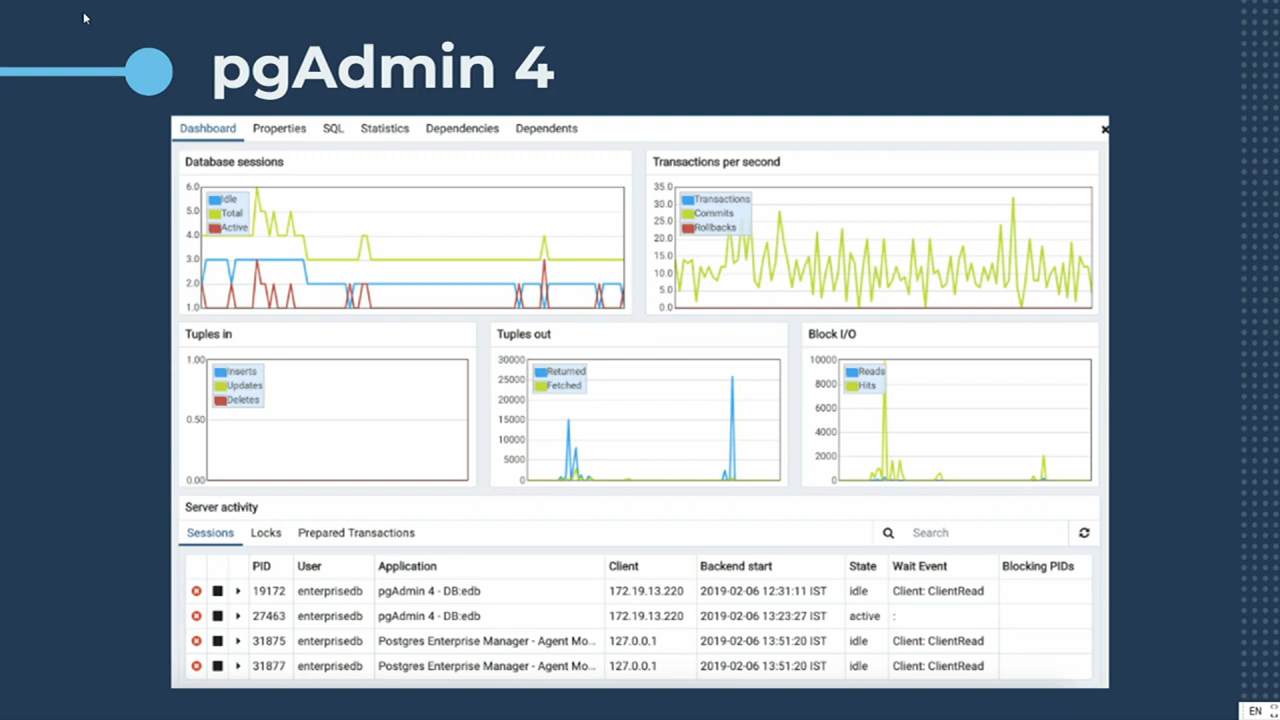 pgAdmin 4
Dashboard Properties SQL Statistics Dependencies Dependents
Database sessions
6.0
5.0
4.0
3.0
2.0
1.0
Idle
Total
Active
Transactions per second
35.0
30.0
25.0
20.0
15.0
10.0
5.0
0.0
Transactions
Commits
Rollbacks
Tuples in
1.00
0.50
0.00
Inserts
Updates
Deletes
Tuples out
30000
25000
20000
15000
10000
5000
0
Returned
Fetched
Block I/O
10000
8000
6000
4000
2000
0
Reads
Hits
Server activity
Sessions Locks Prepared Transactions Search
PID User Application Client Backend start State Wait Event Blocking PIDs
19172 enterprisedb pgAdmin 4 - DB:edb 172.19.13.220 2019-02-06 12:31:11 IST idle Client: ClientRead
27463 enterprisedb pgAdmin 4 - DB:edb 172.19.13.220 2019-02-06 13:23:27 IST active :
31875 enterprisedb Postgres Enterprise Manager - Agent Mo... 127.0.0.1 2019-02-06 13:51:20 IST idle Client: ClientRead
31877 enterprisedb Postgres Enterprise Manager - Agent Mo... 127.0.0.1 2019-02-06 13:51:20 IST idle Client: ClientRead
EN